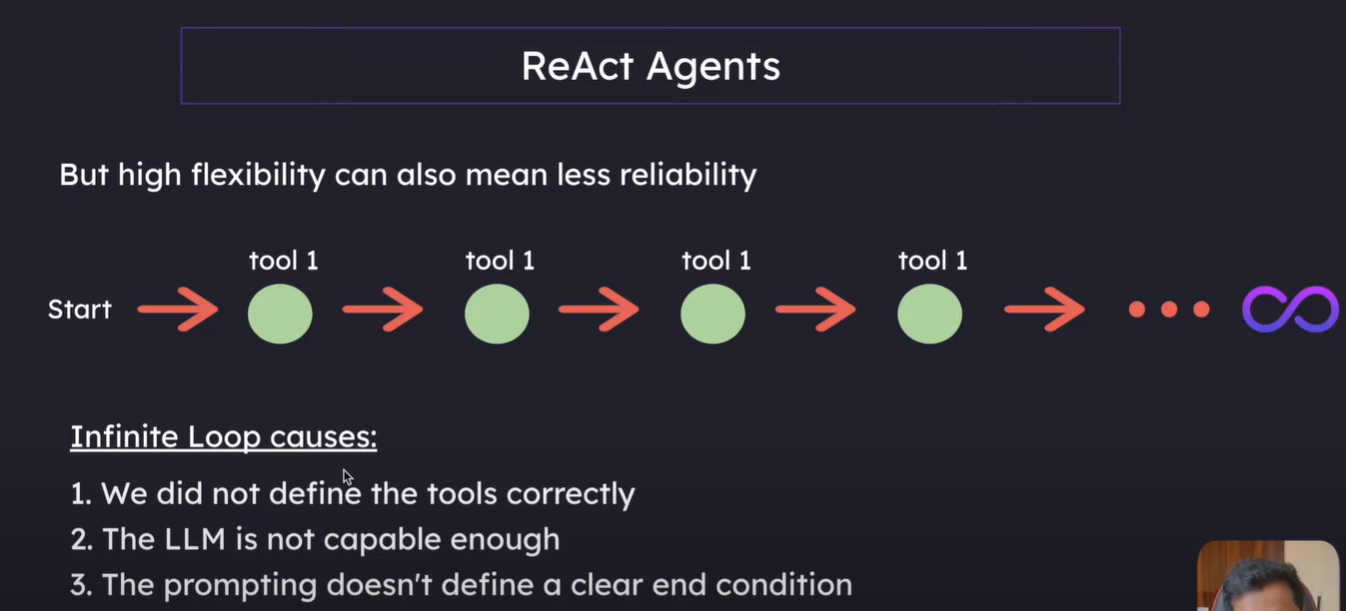 ReAct Agents
But high flexibility can also mean less reliability
tool 1 tool 1 tool 1 tool 1
Start
Infinite Loop causes:
1. We did not define the tools correctly
2. The LLM is not capable enough
3. The prompting doesn't define a clear end condition